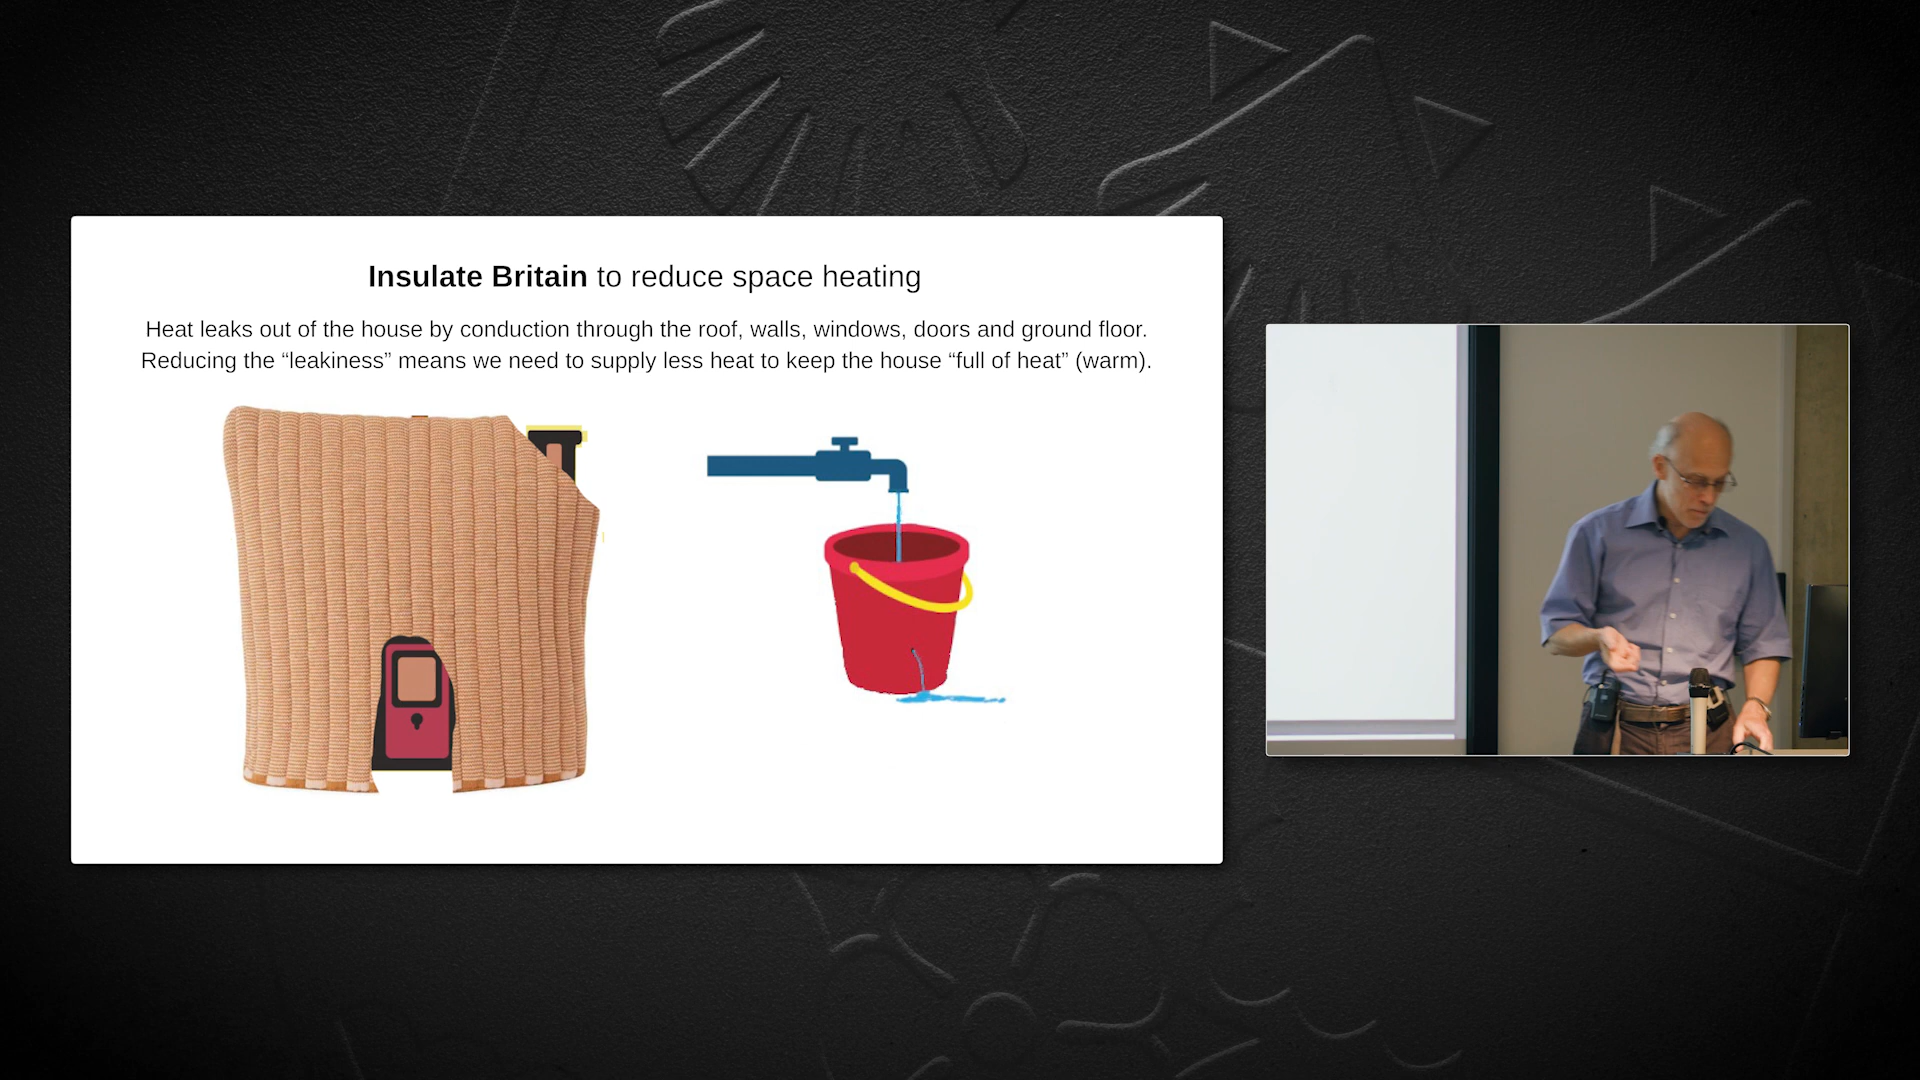 Insulate Britain to reduce space heating
Heat leaks out of the house by conduction through the roof, walls, windows, doors and ground floor.
Reducing the “leakiness” means we need to supply less heat to keep the house “full of heat” (warm).